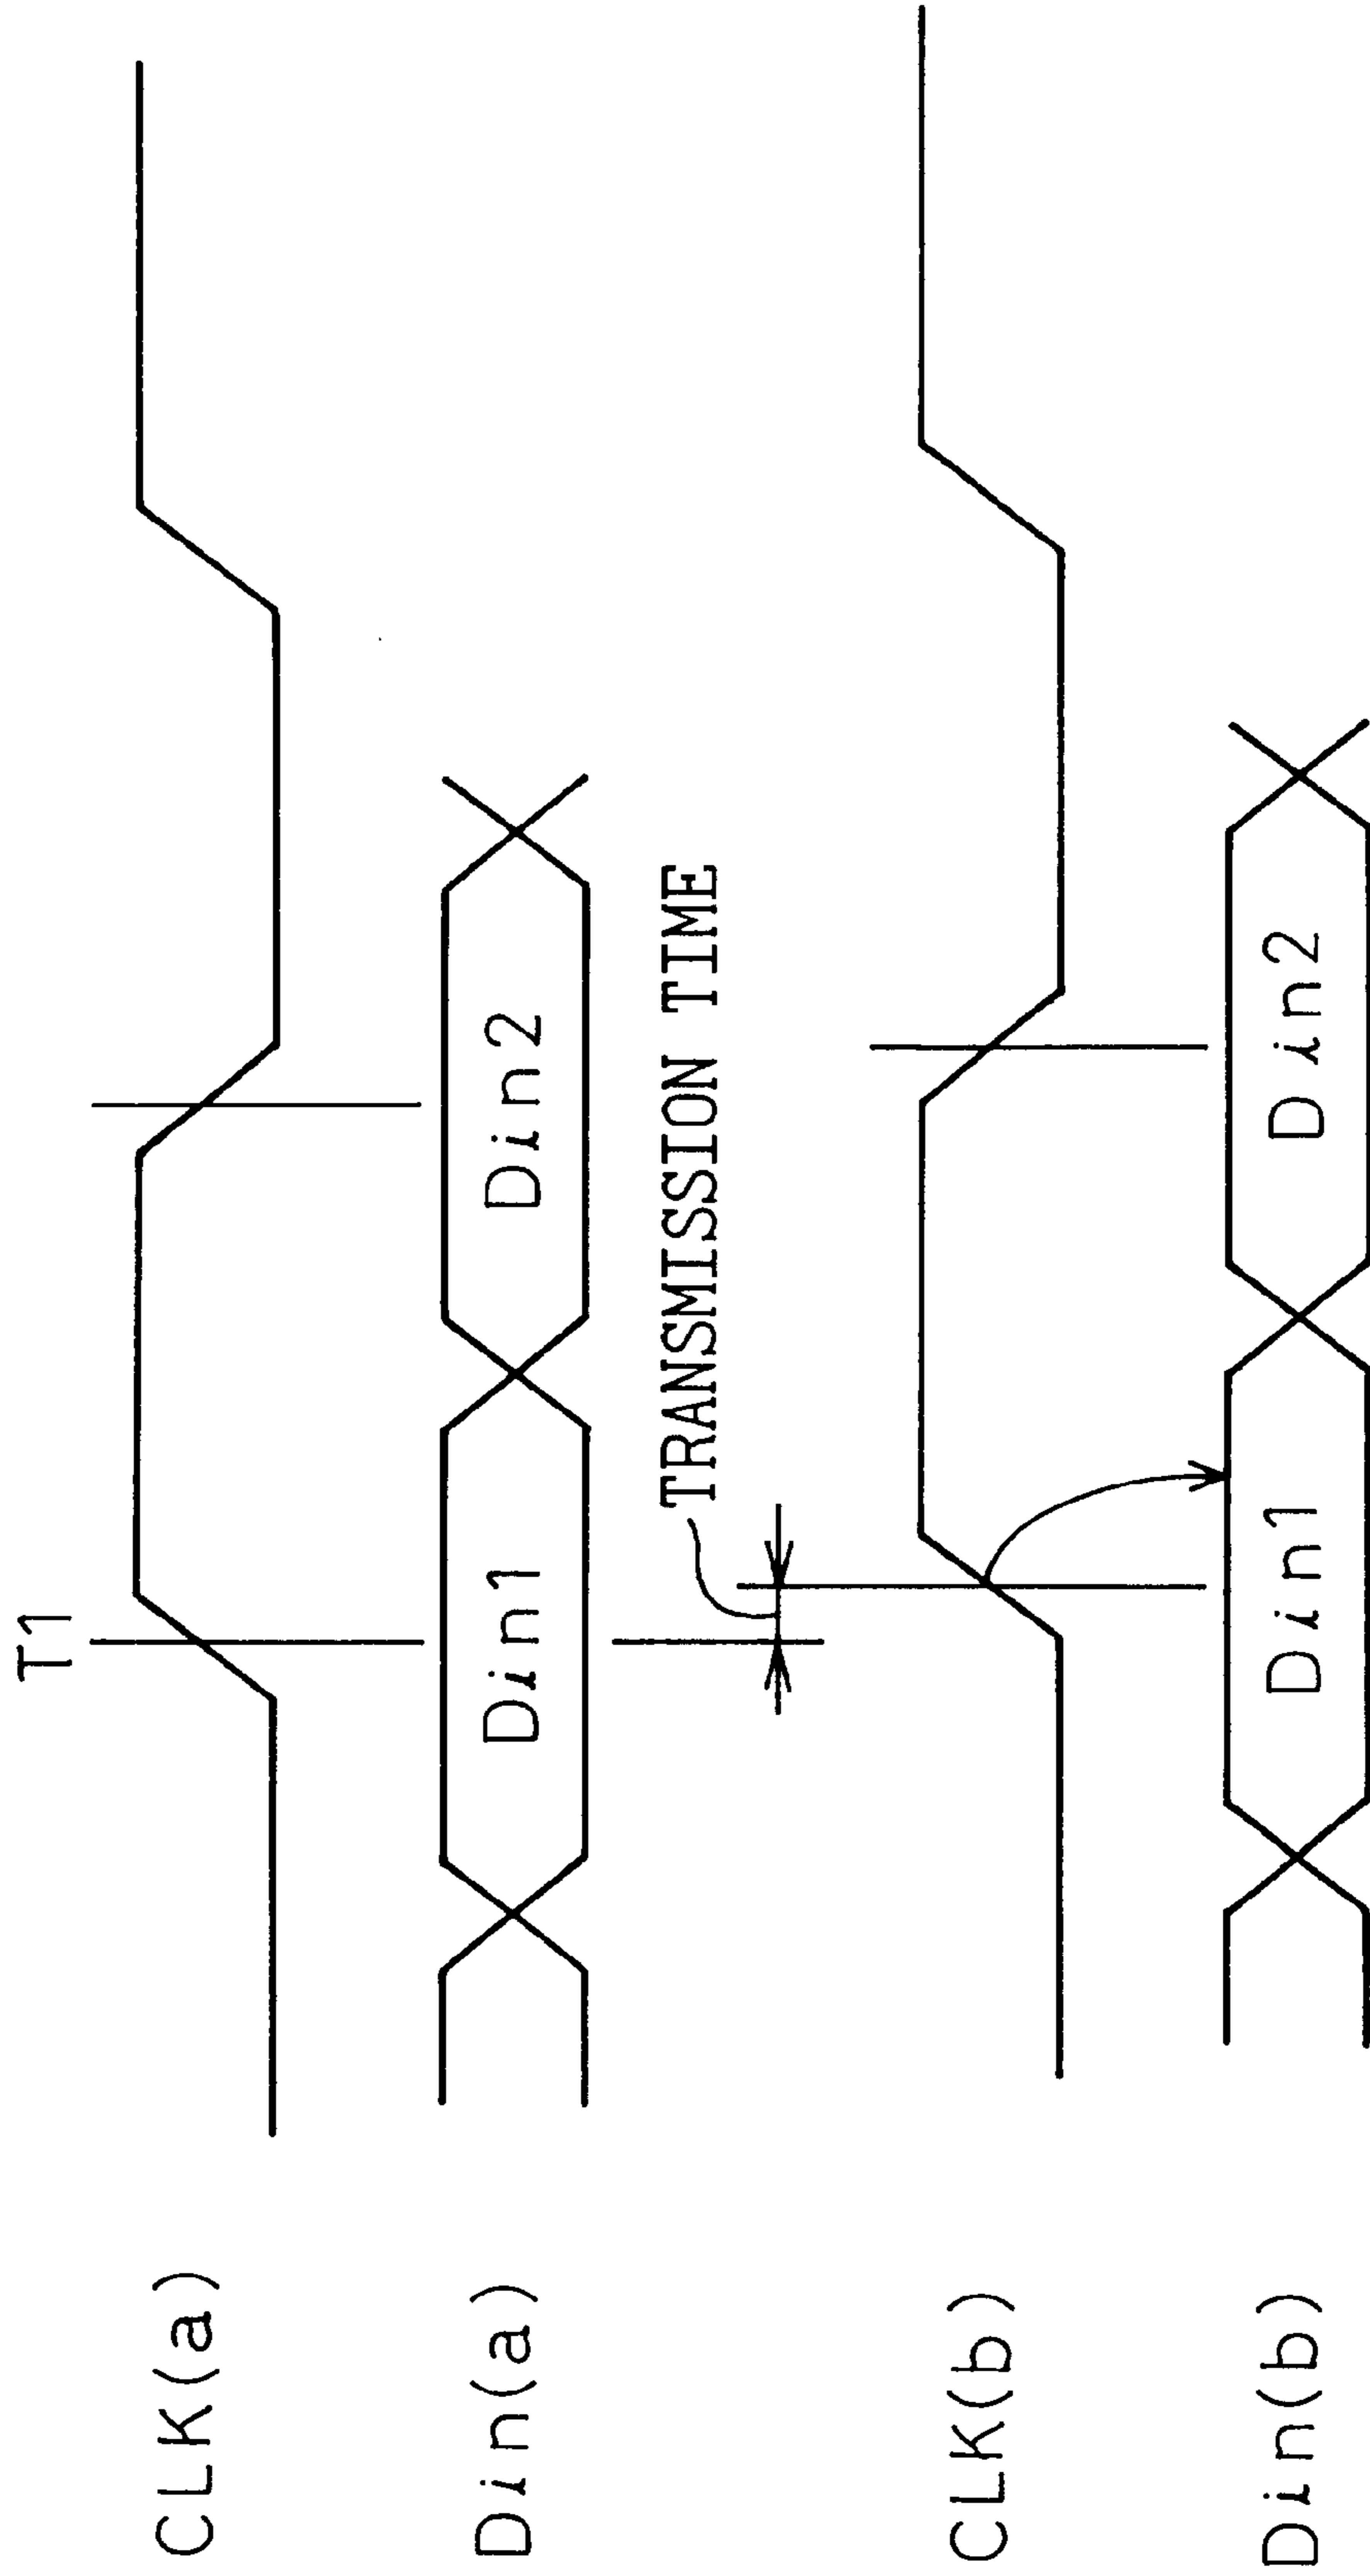 T1
CLK(a)
Din(a)
Din1
Din2
TRANSMISSION TIME
CLK(b)
Din(b)
Din1
Din2